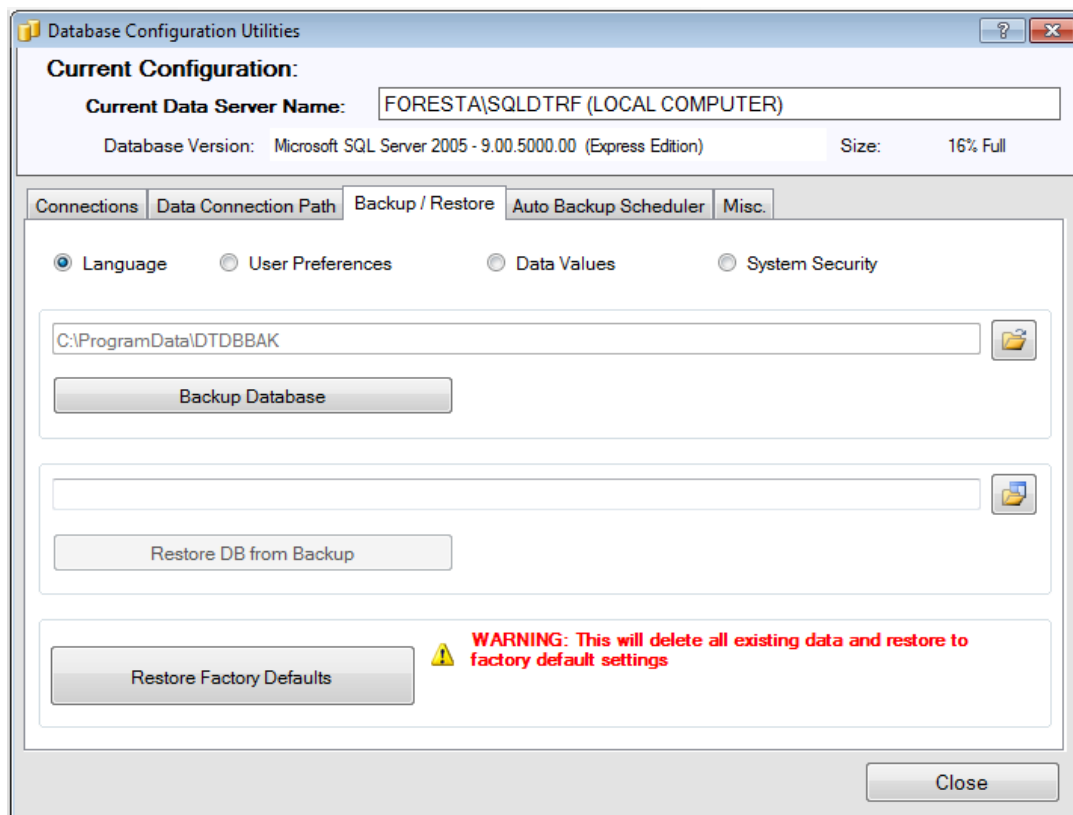 Database Configuration Utilities
Current Configuration:
Current Data Server Name: FORESTA\SQLDTRF (LOCAL COMPUTER)
Database Version: Microsoft SQL Server 2005 - 9.00.5000.00 (Express Edition) Size: 16% Full
Connections Data Connection Path Backup / Restore Auto Backup Scheduler Misc.
Language User Preferences Data Values System Security
C:\ProgramData\DTDBBAK
Backup Database
Restore DB from Backup
WARNING: This will delete all existing data and restore to
factory default settings
Restore Factory Defaults
Close